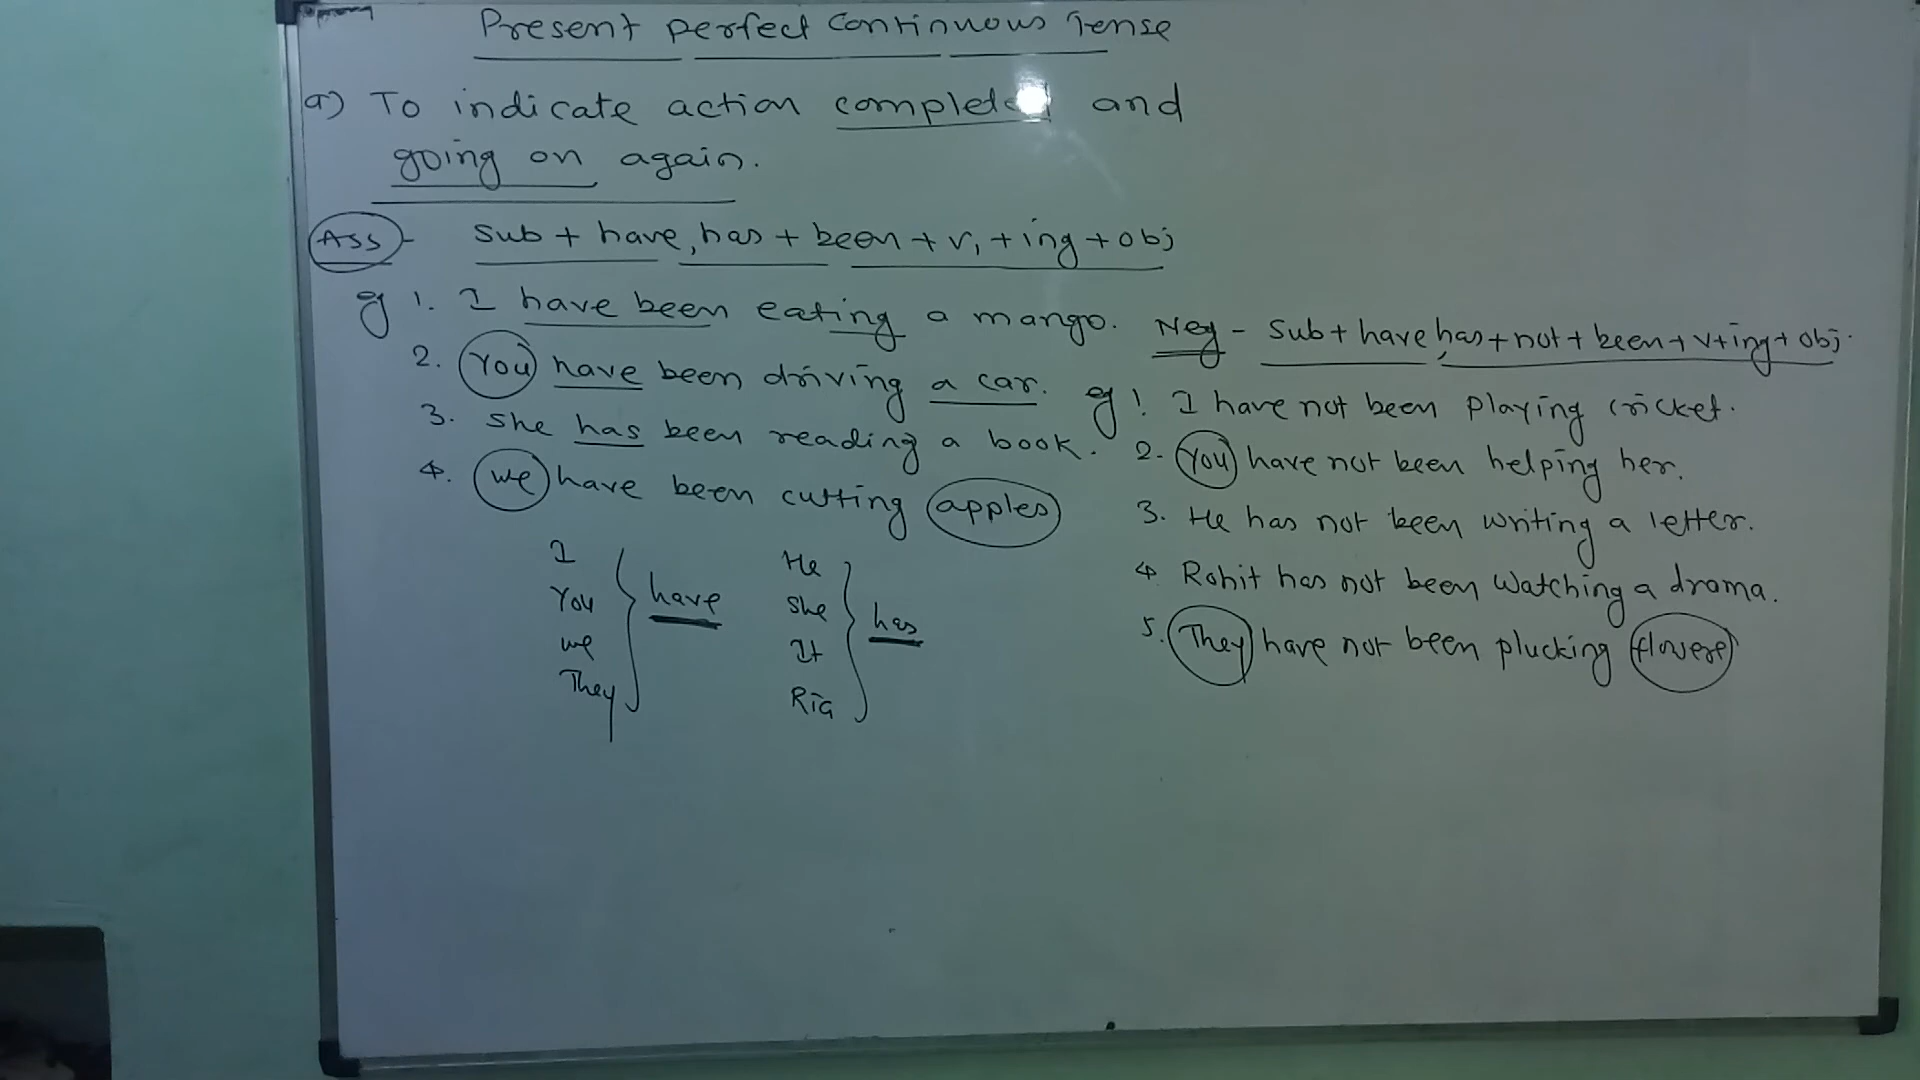 Present perfect Continuous Tense
a) To indicate action completed and
going on again.
Ass - Sub + have, has + been + V1 + ing + obj
eg 1. I have been eating a mango.
2. You have been driving a car.
3. She has been reading a book.
4. we have been cutting apples
I
You
we
They
have
He
She
It
Ria
has
Neg - Sub + have, has + not + been + v + ing + obj.
eg 1. I have not been playing cricket.
2. You have not been helping her.
3. He has not been writing a letter.
4 Rohit has not been watching a drama.
5. They have not been plucking flowers